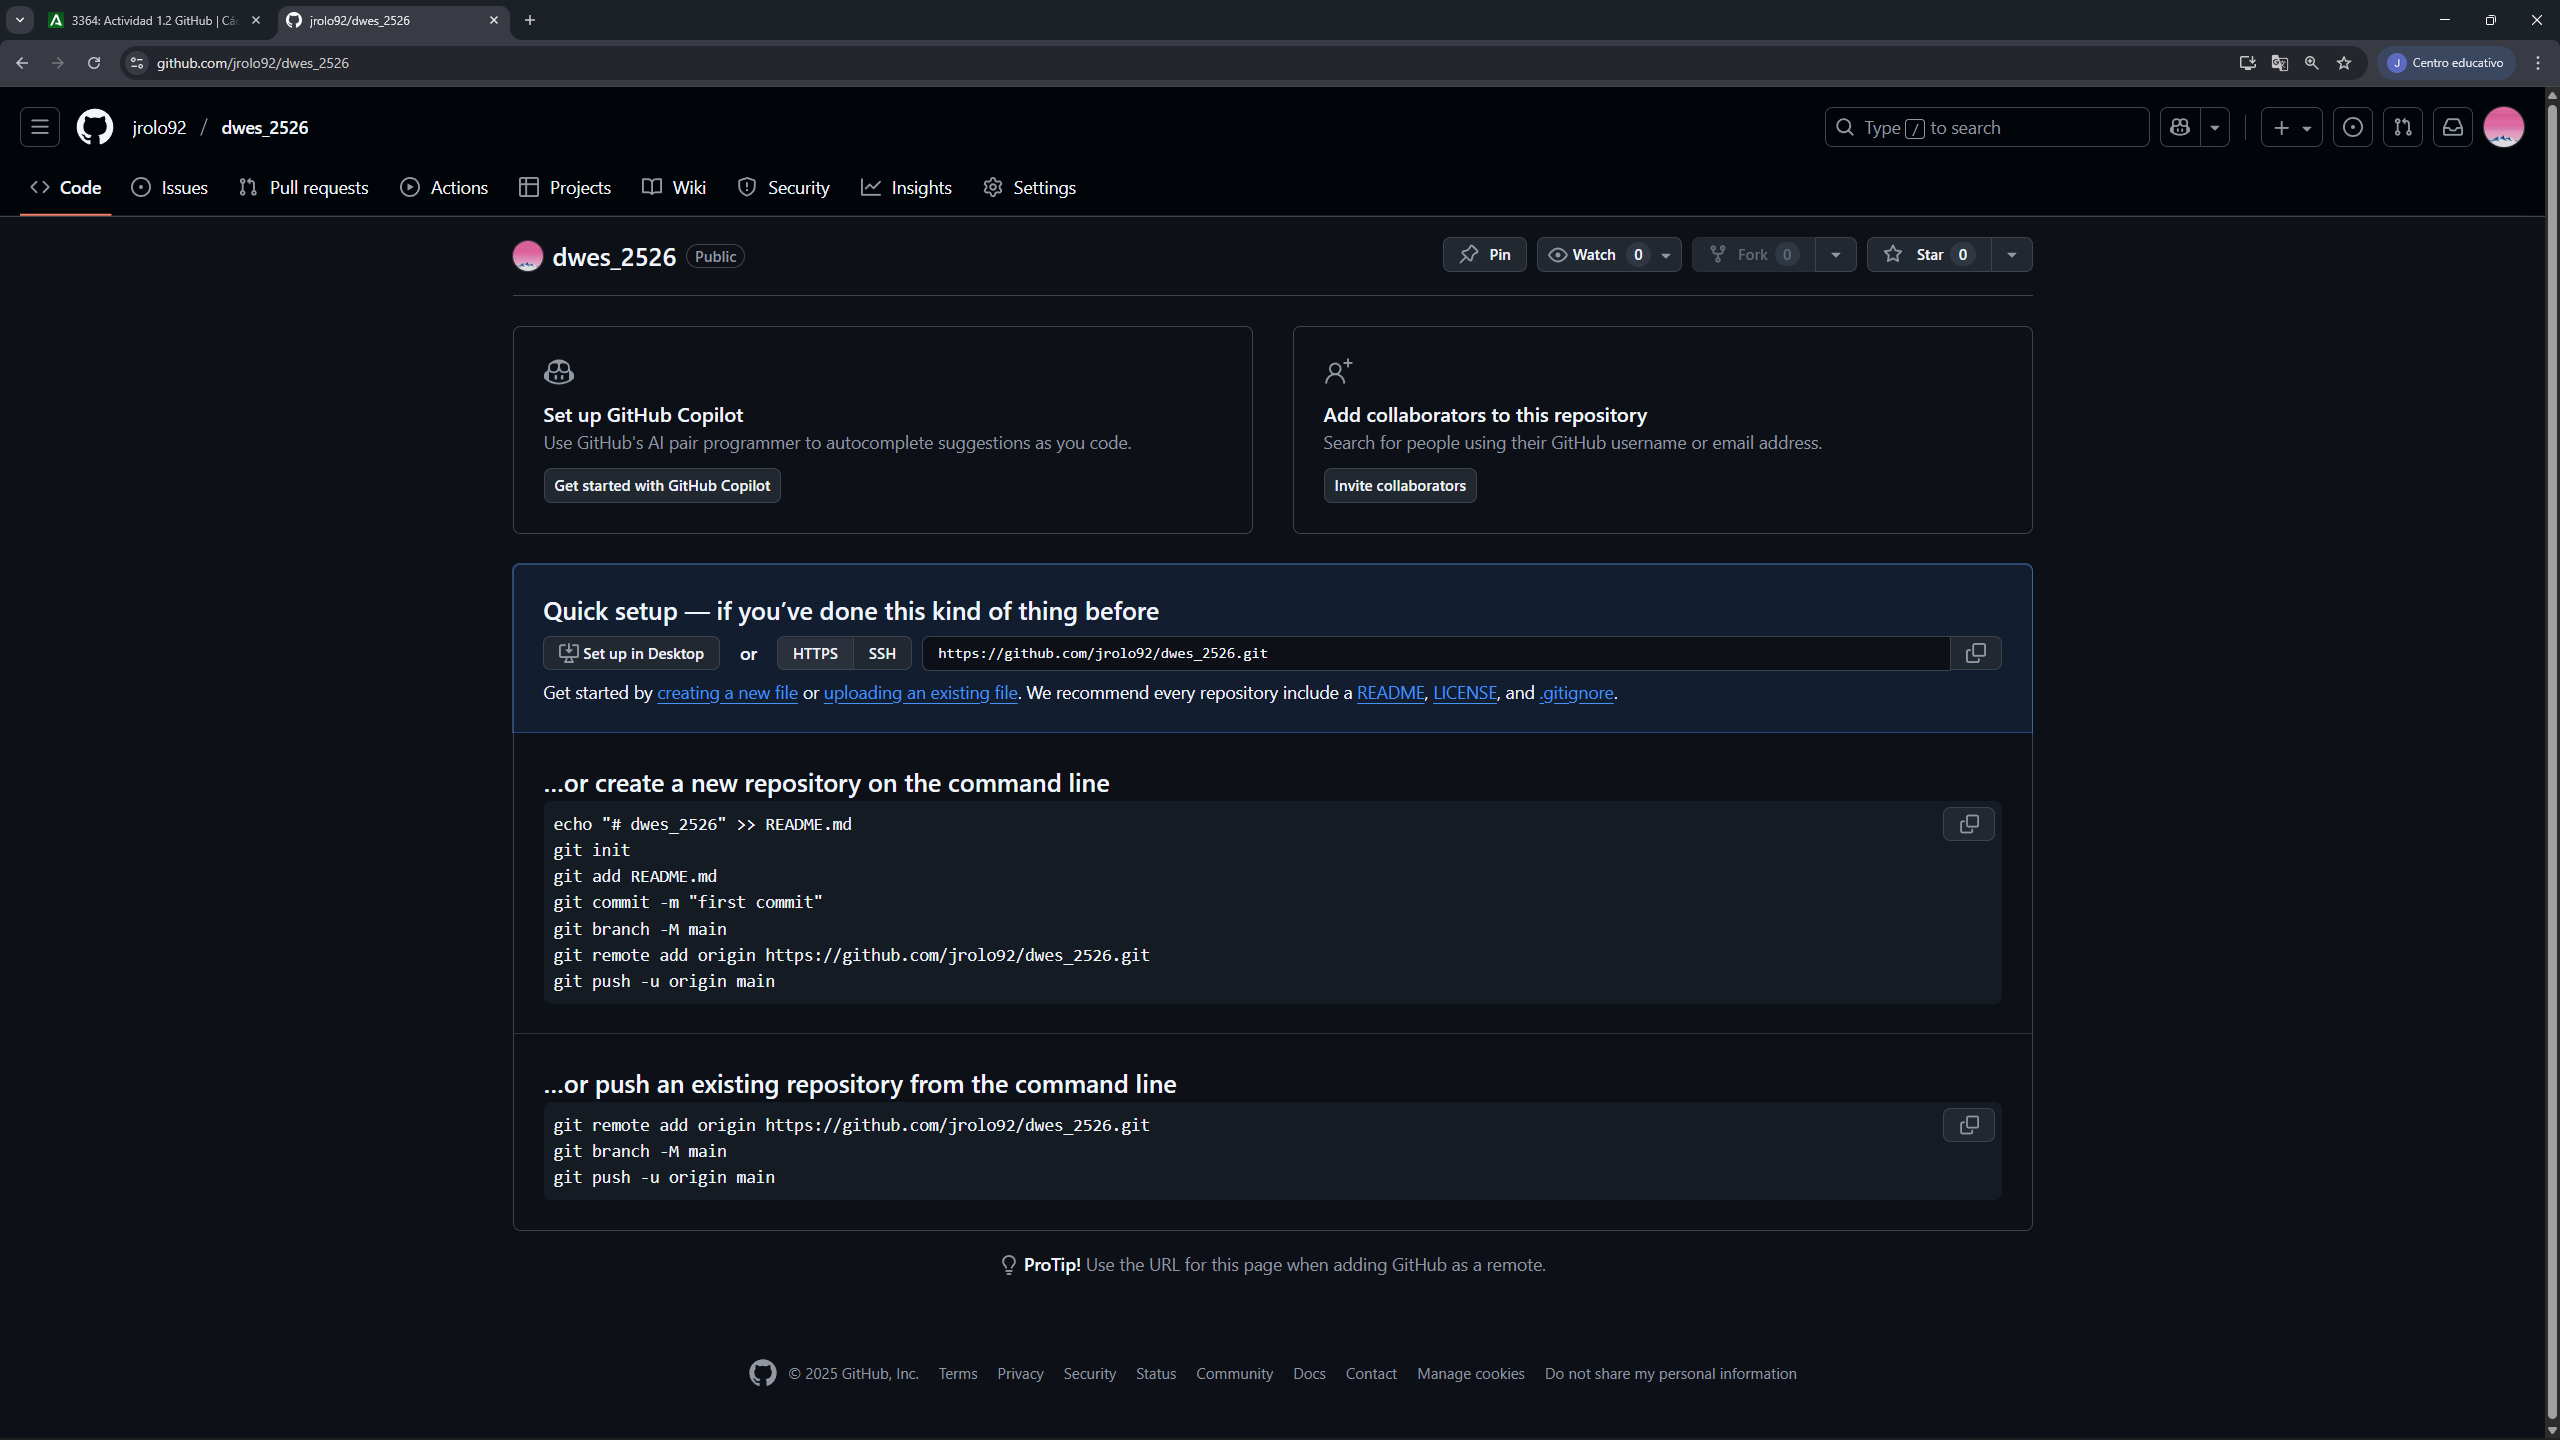 3364: Actividad 1.2 GitHub | Các
jrolo92/dwes_2526
github.com/jrolo92/dwes_2526
J Centro educativo
jrolo92 / dwes_2526
Type / to search
Code Issues Pull requests Actions Projects Wiki Security Insights Settings
dwes_2526 Public
Pin Watch 0 Fork 0 Star 0
Set up GitHub Copilot
Use GitHub's AI pair programmer to autocomplete suggestions as you code.
Get started with GitHub Copilot
Add collaborators to this repository
Search for people using their GitHub username or email address.
Invite collaborators
Quick setup — if you’ve done this kind of thing before
Set up in Desktop or HTTPS SSH https://github.com/jrolo92/dwes_2526.git
Get started by creating a new file or uploading an existing file. We recommend every repository include a README, LICENSE, and .gitignore.
…or create a new repository on the command line
echo "# dwes_2526" >> README.md
git init
git add README.md
git commit -m "first commit"
git branch -M main
git remote add origin https://github.com/jrolo92/dwes_2526.git
git push -u origin main
…or push an existing repository from the command line
git remote add origin https://github.com/jrolo92/dwes_2526.git
git branch -M main
git push -u origin main
ProTip! Use the URL for this page when adding GitHub as a remote.
© 2025 GitHub, Inc. Terms Privacy Security Status Community Docs Contact Manage cookies Do not share my personal information